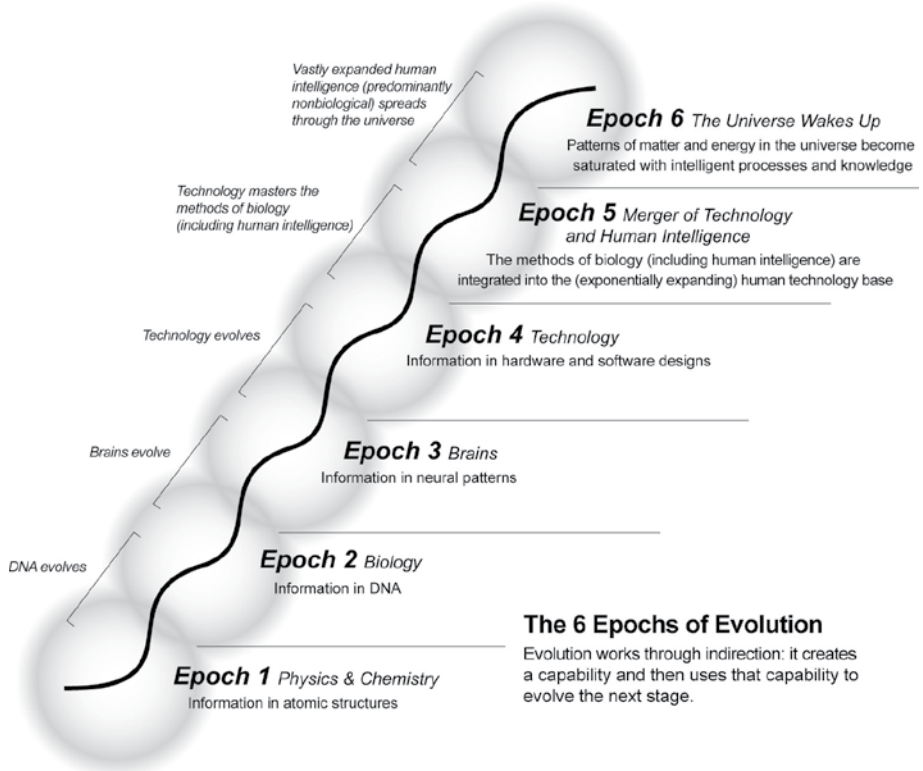 Vastly expanded human
intelligence (predominantly
nonbiological) spreads
through the universe
Epoch 6 The Universe Wakes Up
Patterns of matter and energy in the universe become
saturated with intelligent processes and knowledge
Technology masters the
methods of biology
(including human intelligence)
Epoch 5 Merger of Technology
and Human Intelligence
The methods of biology (including human intelligence) are
integrated into the (exponentially expanding) human technology base
Technology evolves
Epoch 4 Technology
Information in hardware and software designs
Brains evolve
Epoch 3 Brains
Information in neural patterns
DNA evolves
Epoch 2 Biology
Information in DNA
Epoch 1 Physics & Chemistry
Information in atomic structures
The 6 Epochs of Evolution
Evolution works through indirection: it creates
a capability and then uses that capability to
evolve the next stage.